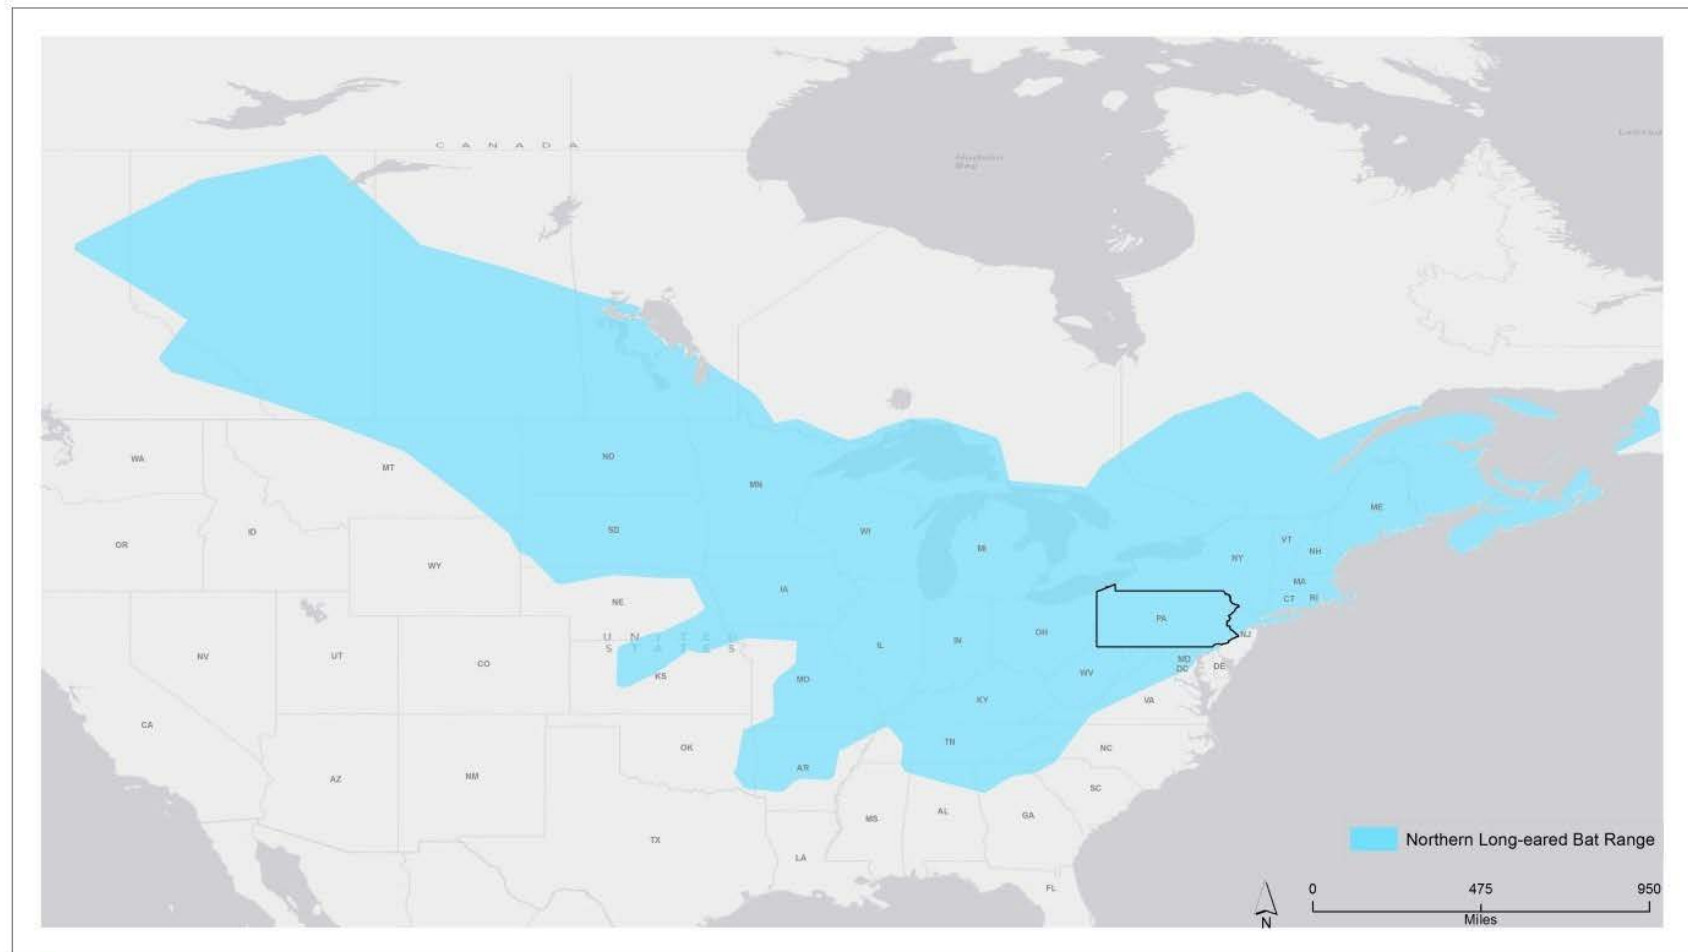 C A N A D A
Hudson
Bay
WA
MT
ND
MN
OR
ID
SD
WI
MI
ME
WY
NY
VT
NH
NE
IA
MA
CT
RI
PA
NJ
U N I T E D
S T A T E S
NV
UT
CO
KS
MO
IL
IN
OH
WV
MD
DC
DE
VA
KY
CA
AZ
NM
OK
AR
TN
NC
SC
TX
LA
MS
AL
GA
FL
Northern Long-eared Bat Range
0 475 950
Miles
N